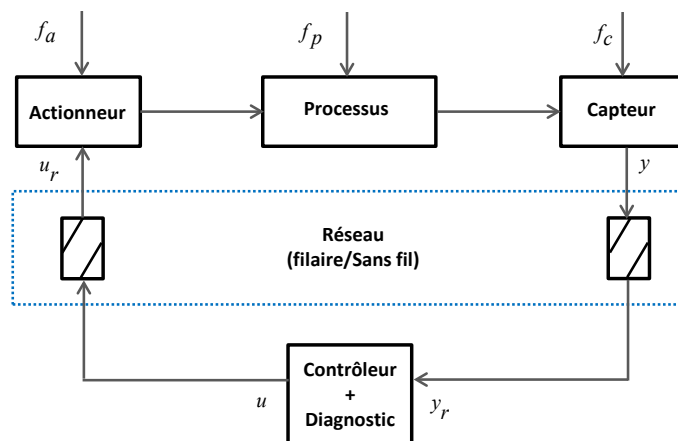 f_a
f_p
f_c
Actionneur
Processus
Capteur
u_r
y
Réseau
(filaire/Sans fil)
Contrôleur
+
Diagnostic
u
y_r